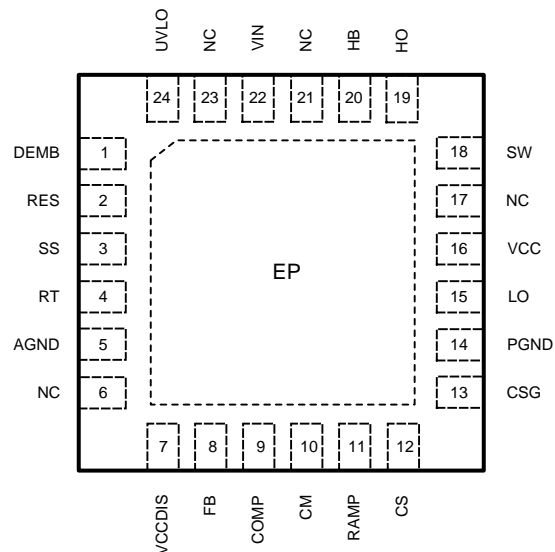 UVLO NC VIN NC HB HO
24 23 22 21 20 19
DEMB 1 18 SW
RES 2 17 NC
SS 3 16 VCC
EP
RT 4 15 LO
AGND 5 14 PGND
NC 6 13 CSG
7 8 9 10 11 12
VCCDIS FB COMP CM RAMP CS